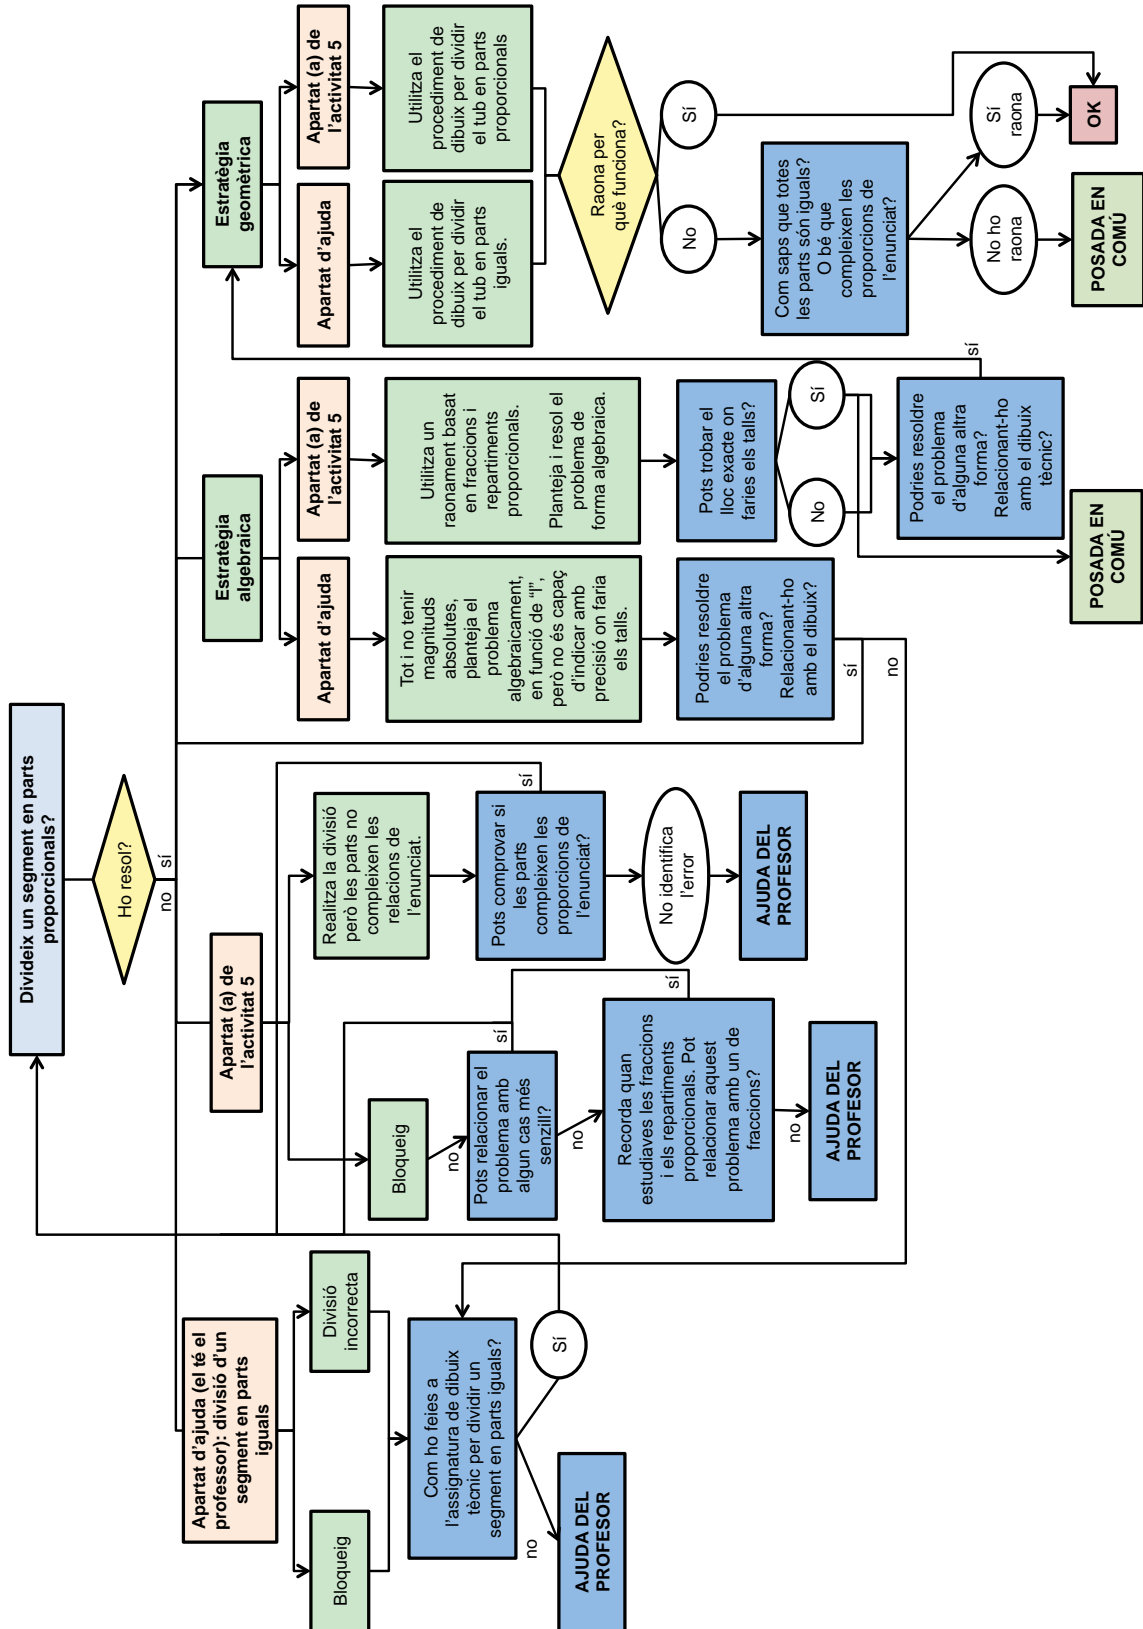 Divideix un segment en parts
proporcionals?
Ho resol?
no
sí
Apartat d'ajuda (el té el
professor): divisió d'un
segment en parts
iguals
Bloqueig
Divisió
incorrecta
Com ho feies a
l'assignatura de dibuix
tècnic per dividir un
segment en parts iguals?
no
Sí
AJUDA DEL
PROFESOR
Apartat (a) de
l'activitat 5
Bloqueig
no
Pots relacionar el
problema amb
algun cas més
senzill?
sí
no
Recorda quan
estudiaves les fraccions
i els repartiments
proporcionals. Pot
relacionar aquest
problema amb un de
fraccions?
sí
no
AJUDA DEL
PROFESSOR
Realitza la divisió
però les parts no
compleixen les
relacions de
l'enunciat.
Pots comprovar si
les parts
compleixen les
proporcions de
l'enunciat?
sí
No identifica
l'error
AJUDA DEL
PROFESSOR
Estratègia
algebraica
Apartat d'ajuda
Tot i no tenir
magnituds
absolutes,
planteja el
problema
algebraicament,
en funció de "l",
però no és capaç
d'indicar amb
precisió on faria
els talls.
Podries resoldre
el problema
d'alguna altra
forma?
Relacionant-ho
amb el dibuix?
sí
no
Apartat (a) de
l'activitat 5
Utilitza un
raonament basat
en fraccions i
repartiments
proporcionals.
Planteja i resol el
problema de
forma algebraica.
Pots trobar el
lloc exacte on
faries els talls?
No
Sí
Podries resoldre
el problema
d'alguna altra
forma?
Relacionant-ho
amb el dibuix
tècnic?
sí
POSADA EN
COMÚ
Estratègia
geomètrica
Apartat d'ajuda
Utilitza el
procediment de
dibuix per dividir
el tub en parts
iguals.
Apartat (a) de
l'activitat 5
Utilitza el
procediment de
dibuix per dividir
el tub en parts
proporcionals
Raona per
què funciona?
No
Sí
Com saps que totes
les parts són iguals?
O bé que
compleixen les
proporcions de
l'enunciat?
No ho
raona
Sí
raona
POSADA EN
COMÚ
OK